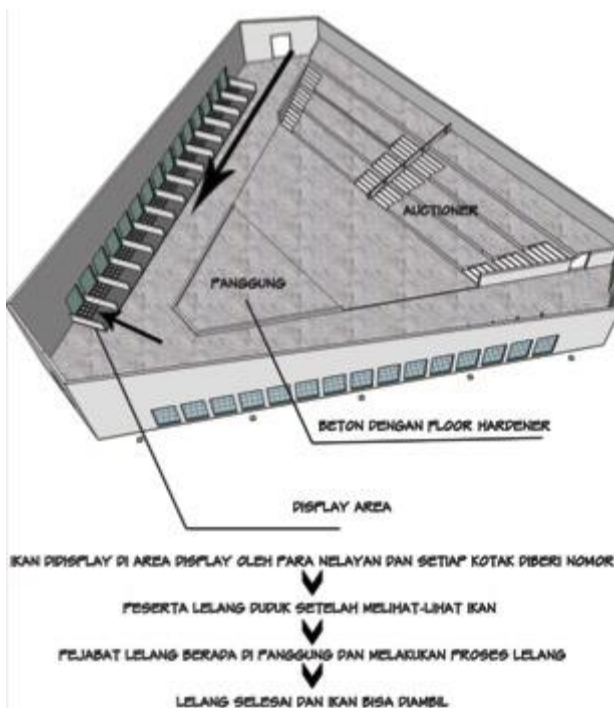 AUCTIONER
PANGGUNG
BETON DENGAN FLOOR HARDENER
DISPLAY AREA
IKAN DIDISPLAY DI AREA DISPLAY OLEH PARA NELAYAN DAN SETIAP KOTAK DIBERI NOMOR
PESERTA LELANG DUDUK SETELAH MELIHAT-LIHAT IKAN
PEJABAT LELANG BERADA DI PANGGUNG DAN MELAKUKAN PROSES LELANG
LELANG SELESAI DAN IKAN BISA DIAMBIL